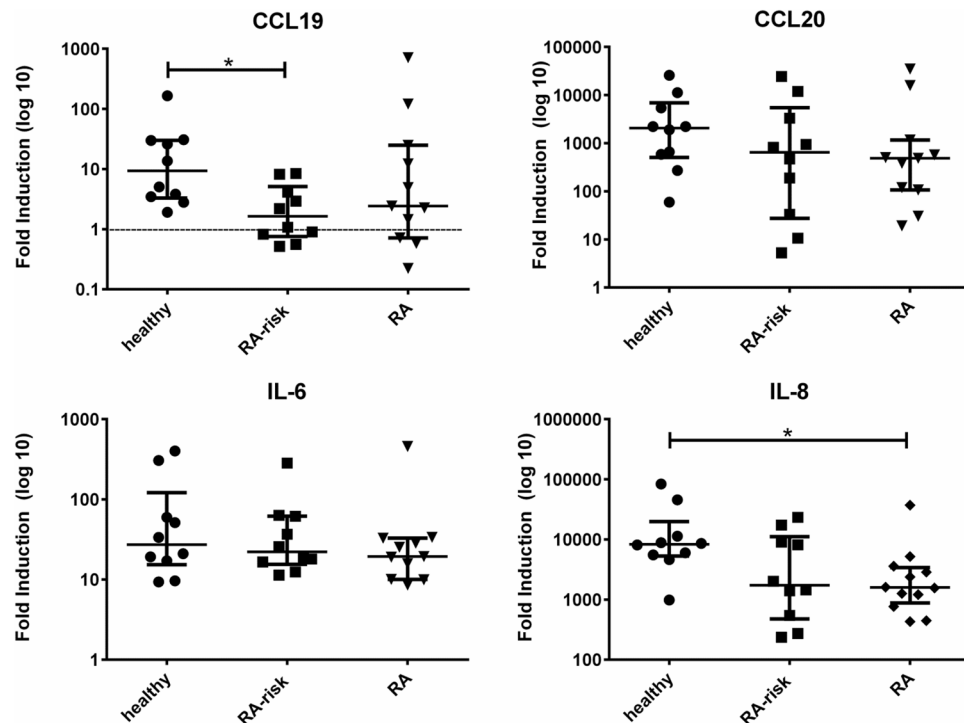 CCL19
Fold Induction (log 10)
1000
100
10
1
0.1
*
healthy
RA-risk
RA
CCL20
Fold Induction (log 10)
100000
10000
1000
100
10
1
healthy
RA-risk
RA
IL-6
Fold Induction (log 10)
1000
100
10
1
healthy
RA-risk
RA
IL-8
Fold Induction (log 10)
1000000
100000
10000
1000
100
*
healthy
RA-risk
RA